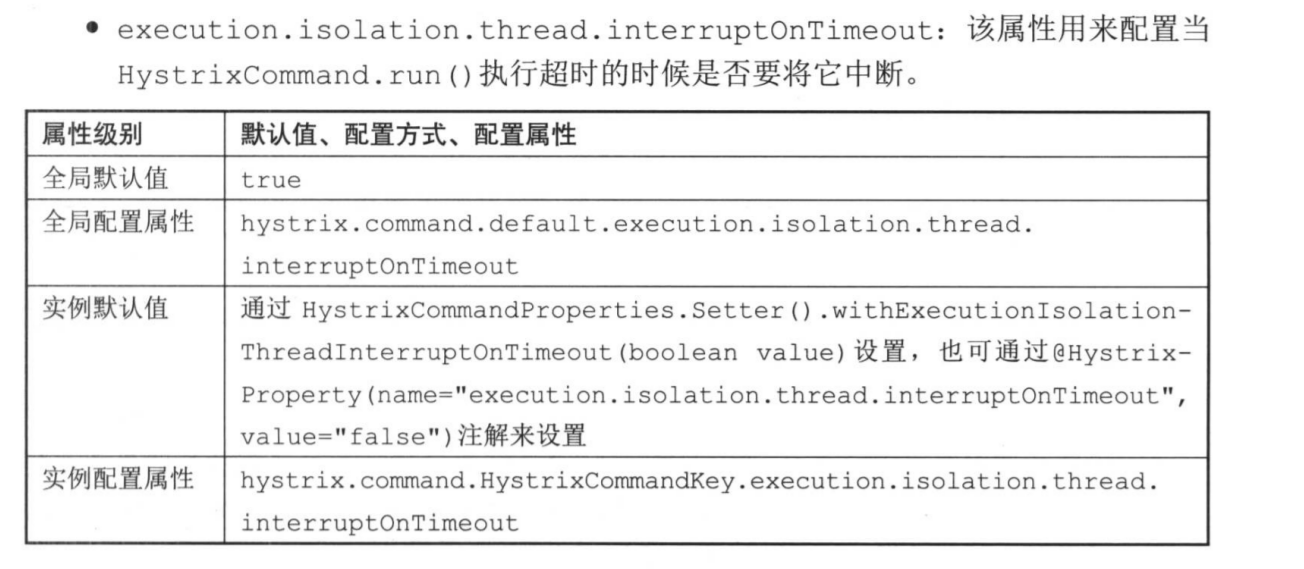 • execution.isolation.thread.interruptOnTimeout：该属性用来配置当
HystrixCommand.run()执行超时的时候是否要将它中断。
属性级别 默认值、配置方式、配置属性
全局默认值 true
全局配置属性 hystrix.command.default.execution.isolation.thread.
interruptOnTimeout
实例默认值 通过 HystrixCommandProperties.Setter().withExecutionIsolation-
ThreadInterruptOnTimeout(boolean value)设置，也可通过@Hystrix-
Property(name="execution.isolation.thread.interruptOnTimeout",
value="false")注解来设置
实例配置属性 hystrix.command.HystrixCommandKey.execution.isolation.thread.
interruptOnTimeout